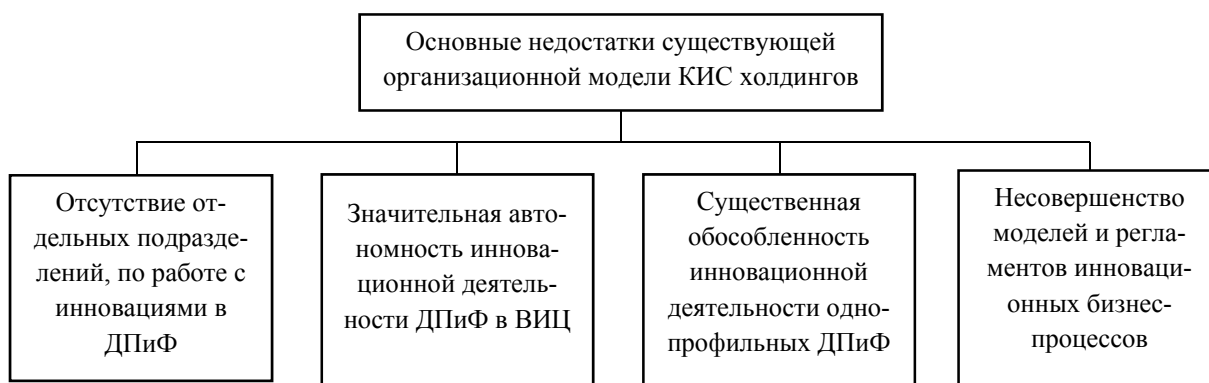 Основные недостатки существующей
организационной модели КИС холдингов
Отсутствие от-
дельных подразде-
лений, по работе с
инновациями в
ДПиФ
Значительная авто-
номность иннова-
ционной деятель-
ности ДПиФ в ВИЦ
Существенная
обособленность
инновационной
деятельности одно-
профильных ДПиФ
Несовершенство
моделей и регла-
ментов инноваци-
онных бизнес-
процессов